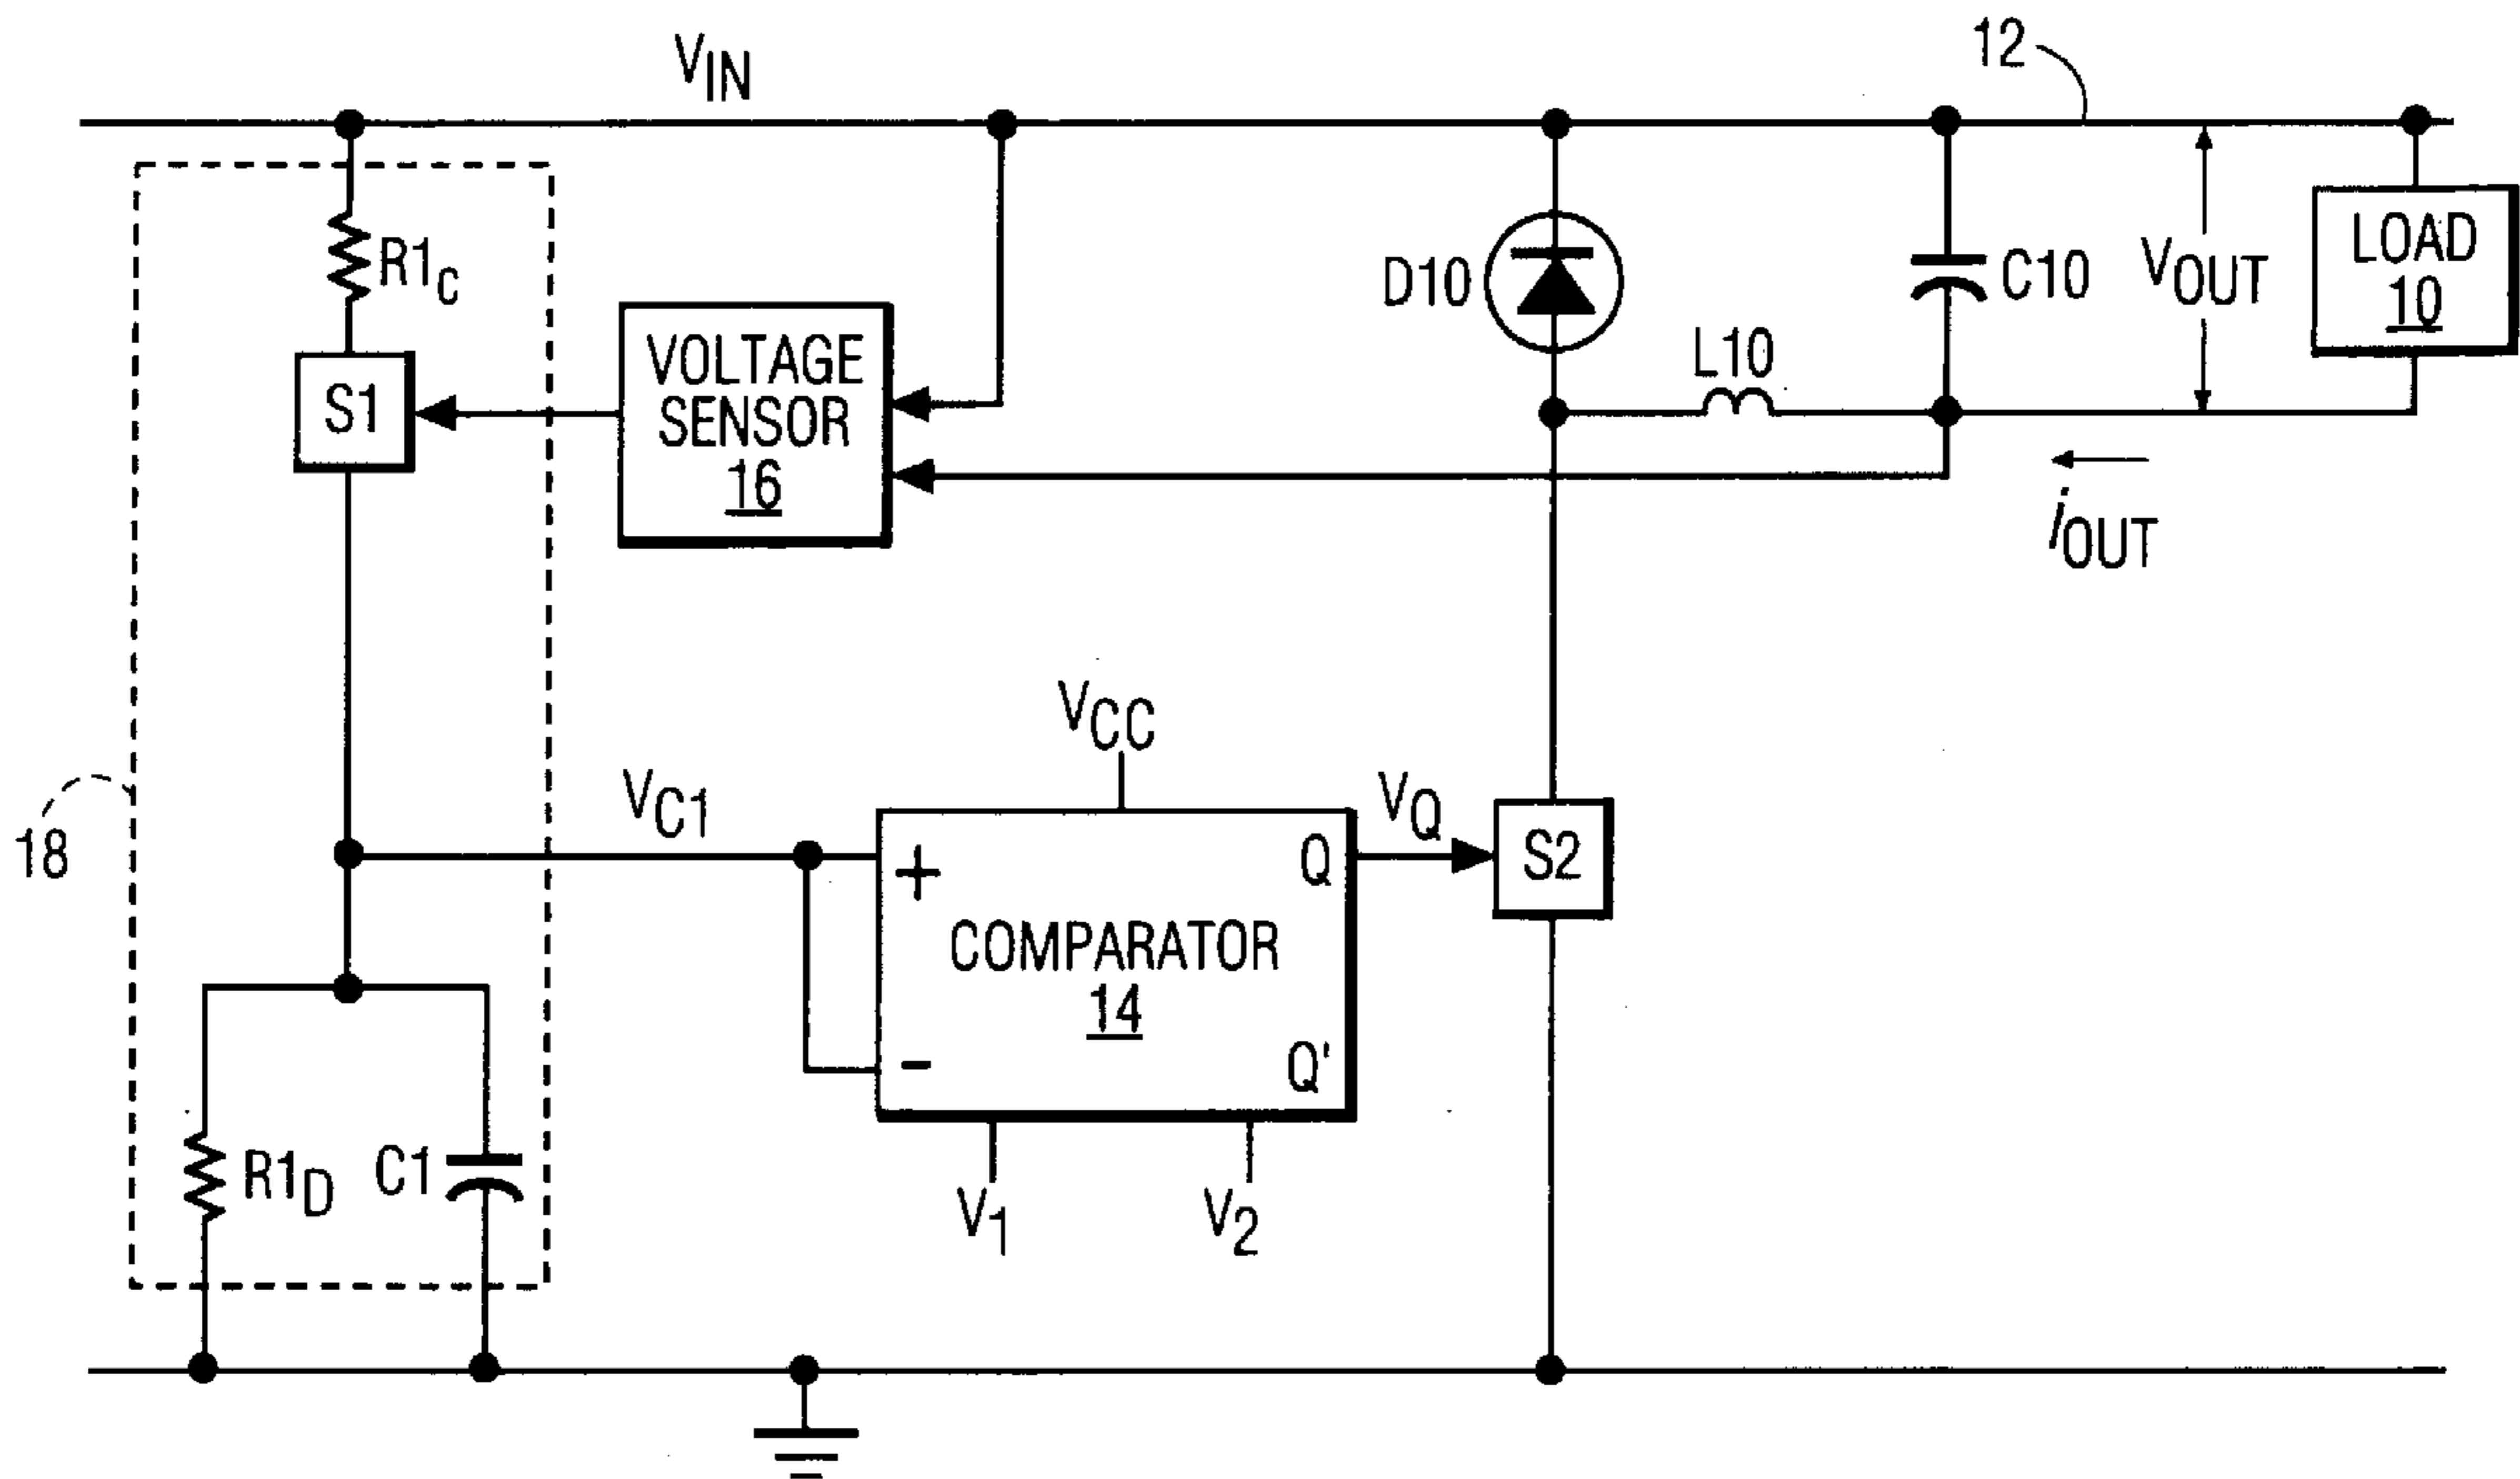 V_IN
12
R1_C
D10
C10
V_OUT
LOAD
10
L10
S1
VOLTAGE
SENSOR
16
i_OUT
V_CC
V_C1
V_Q
18
+
Q
S2
COMPARATOR
14
-
Q'
R1_D
C1
V_1
V_2